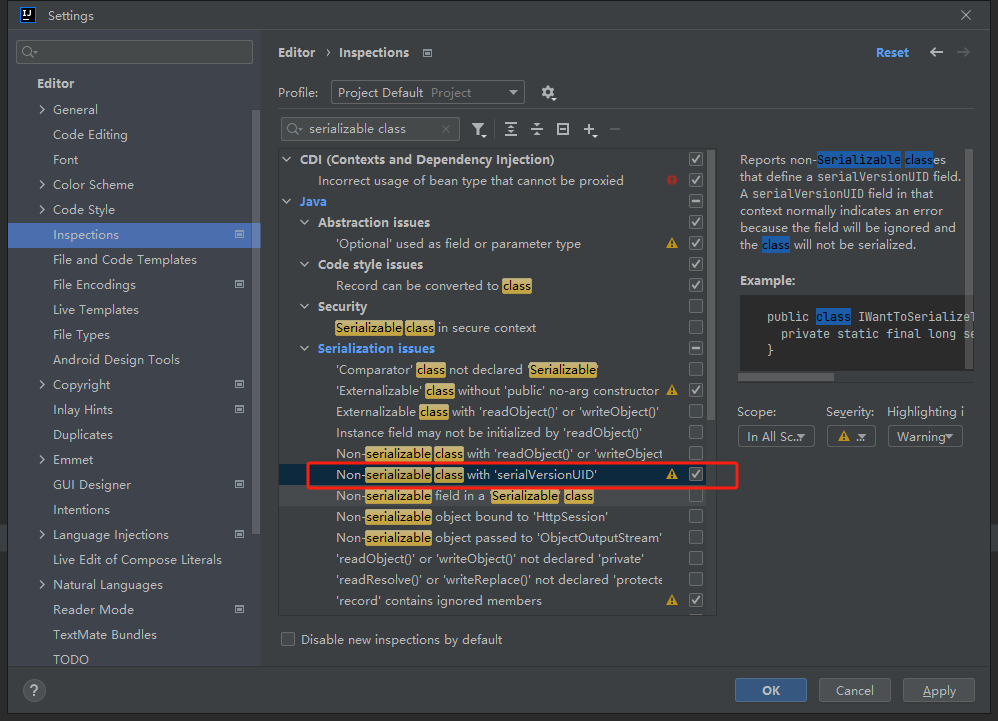 IJ
Settings
Editor
General
Code Editing
Font
Color Scheme
Code Style
Inspections
File and Code Templates
File Encodings
Live Templates
File Types
Android Design Tools
Copyright
Inlay Hints
Duplicates
Emmet
GUI Designer
Intentions
Language Injections
Live Edit of Compose Literals
Natural Languages
Reader Mode
TextMate Bundles
TODO
Editor › Inspections
Reset
Profile: Project Default Project
serializable class
CDI (Contexts and Dependency Injection)
Incorrect usage of bean type that cannot be proxied
Java
Abstraction issues
'Optional' used as field or parameter type
Code style issues
Record can be converted to class
Security
Serializable class in secure context
Serialization issues
'Comparator' class not declared 'Serializable'
'Externalizable' class without 'public' no-arg constructor
Externalizable class with 'readObject()' or 'writeObject()'
Instance field may not be initialized by 'readObject()'
Non-serializable class with 'readObject()' or 'writeObject
Non-serializable class with 'serialVersionUID'
Non-serializable field in a 'Serializable' class
Non-serializable object bound to 'HttpSession'
Non-serializable object passed to 'ObjectOutputStream'
'readObject()' or 'writeObject()' not declared 'private'
'readResolve()' or 'writeReplace()' not declared 'protecte
'record' contains ignored members
Disable new inspections by default
Reports non-Serializable classes
that define a serialVersionUID field.
A serialVersionUID field in that
context normally indicates an error
because the field will be ignored and
the class will not be serialized.
Example:
public class IWantToSerializeT
private static final long se
}
Scope: Severity: Highlighting i
In All Sc.. Warning
? OK Cancel Apply